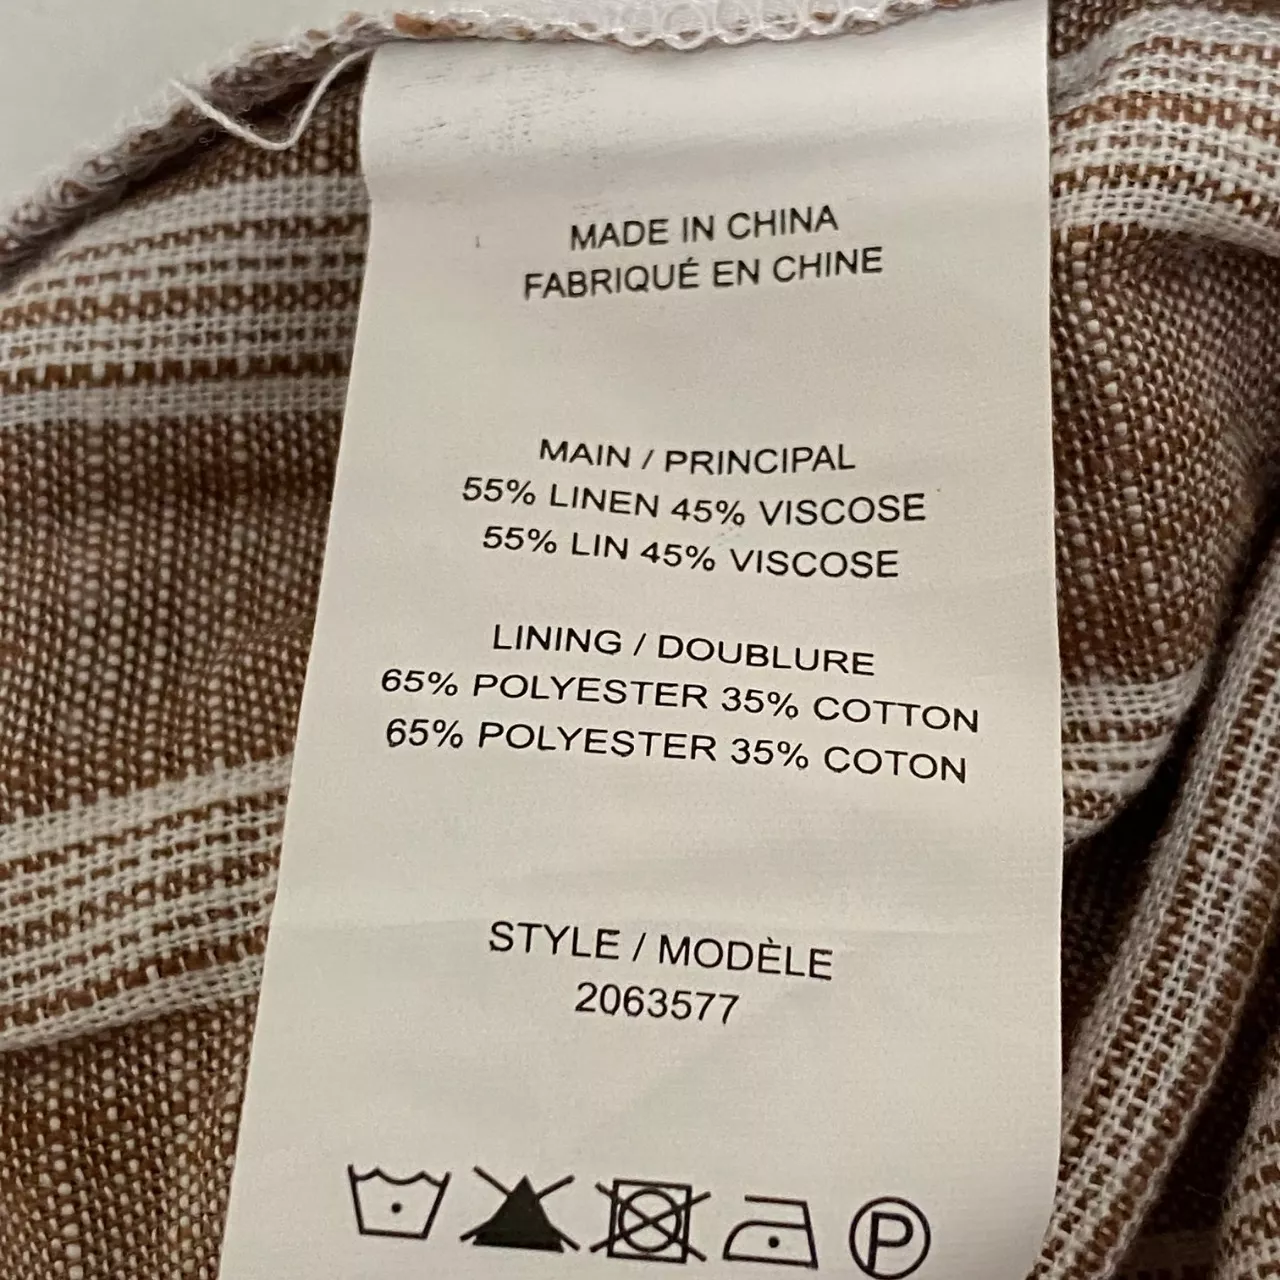 MADE IN CHINA
FABRIQUÉ EN CHINE
MAIN / PRINCIPAL
55% LINEN 45% VISCOSE
55% LIN 45% VISCOSE
LINING / DOUBLURE
65% POLYESTER 35% COTTON
65% POLYESTER 35% COTON
STYLE / MODÈLE
2063577
P